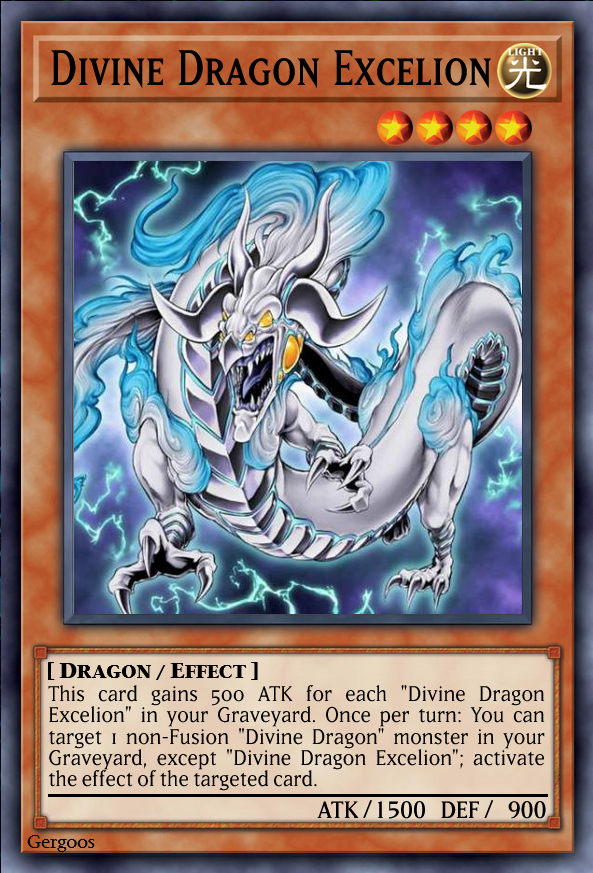 Divine Dragon Excelion
LIGHT
光
[ Dragon / Effect ]
This card gains 500 ATK for each "Divine Dragon
Excelion" in your Graveyard. Once per turn: You can
target 1 non-Fusion "Divine Dragon" monster in your
Graveyard, except "Divine Dragon Excelion"; activate
the effect of the targeted card.
ATK / 1500 DEF / 900
Gergoos